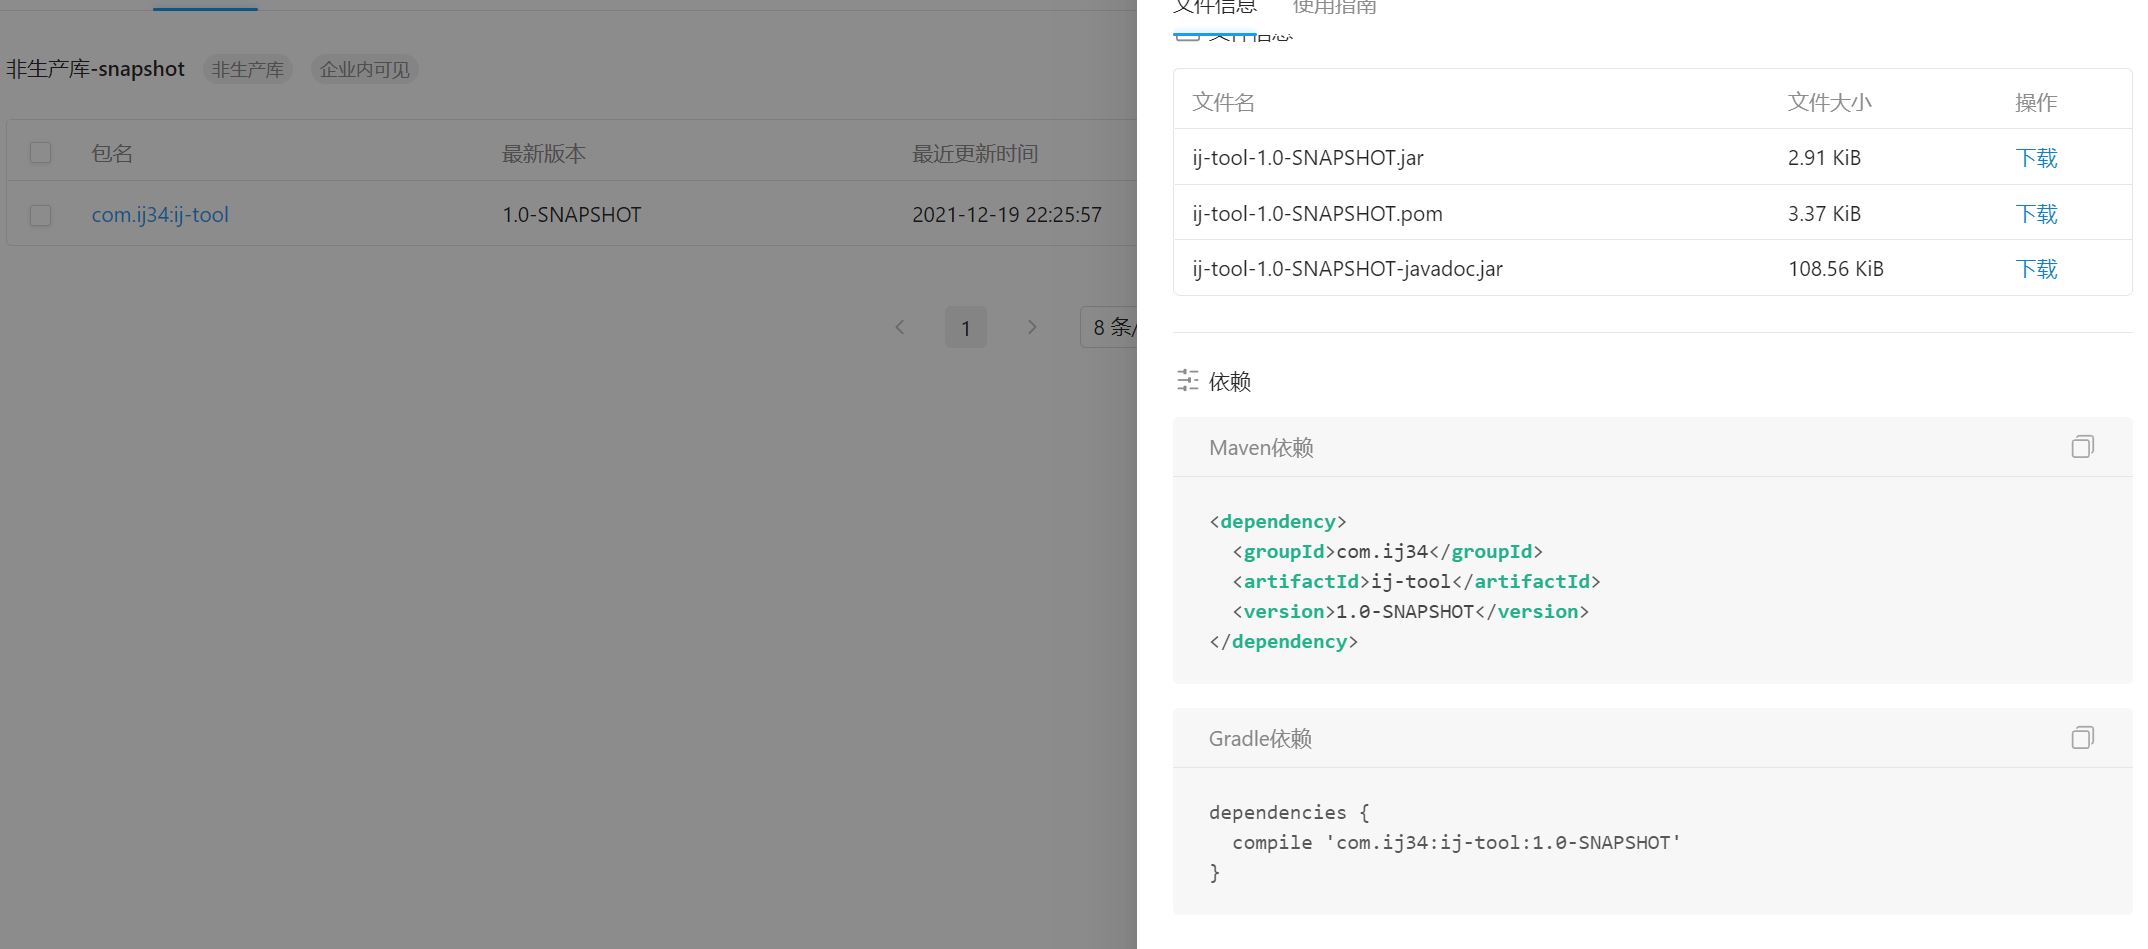 非生产库-snapshot 非生产库 企业内可见
包名 最新版本 最近更新时间
com.ij34:ij-tool 1.0-SNAPSHOT 2021-12-19 22:25:57
1 8 条/
文件信息 使用指南
文件信息
文件名 文件大小 操作
ij-tool-1.0-SNAPSHOT.jar 2.91 KiB 下载
ij-tool-1.0-SNAPSHOT.pom 3.37 KiB 下载
ij-tool-1.0-SNAPSHOT-javadoc.jar 108.56 KiB 下载
依赖
Maven依赖
<dependency>
  <groupId>com.ij34</groupId>
  <artifactId>ij-tool</artifactId>
  <version>1.0-SNAPSHOT</version>
</dependency>
Gradle依赖
dependencies {
  compile 'com.ij34:ij-tool:1.0-SNAPSHOT'
}